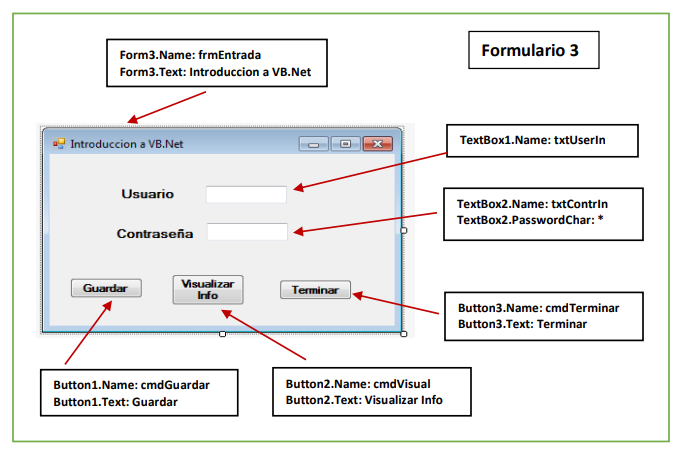 Form3.Name: frmEntrada
Form3.Text: Introduccion a VB.Net
Formulario 3
Introduccion a VB.Net
TextBox1.Name: txtUserIn
Usuario
TextBox2.Name: txtContrIn
TextBox2.PasswordChar: *
Contraseña
Guardar
Visualizar
Info
Terminar
Button3.Name: cmdTerminar
Button3.Text: Terminar
Button1.Name: cmdGuardar
Button1.Text: Guardar
Button2.Name: cmdVisual
Button2.Text: Visualizar Info